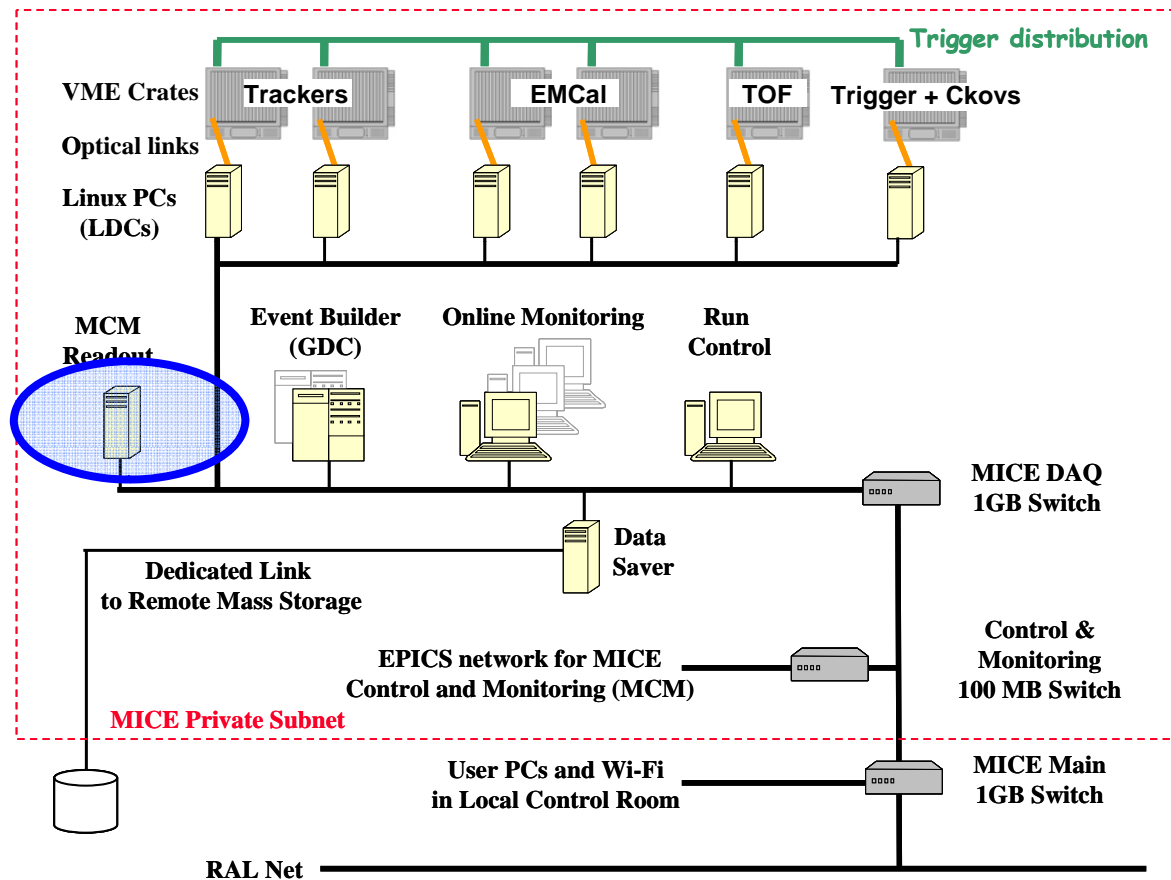 Trigger distribution
VME Crates
Trackers
EMCal
TOF
Trigger + Ckovs
Optical links
Linux PCs
(LDCs)
MCM
Readout
Event Builder
(GDC)
Online Monitoring
Run
Control
MICE DAQ
1GB Switch
Data
Saver
Dedicated Link
to Remote Mass Storage
EPICS network for MICE
Control and Monitoring (MCM)
Control &
Monitoring
100 MB Switch
MICE Private Subnet
User PCs and Wi-Fi
in Local Control Room
MICE Main
1GB Switch
RAL Net